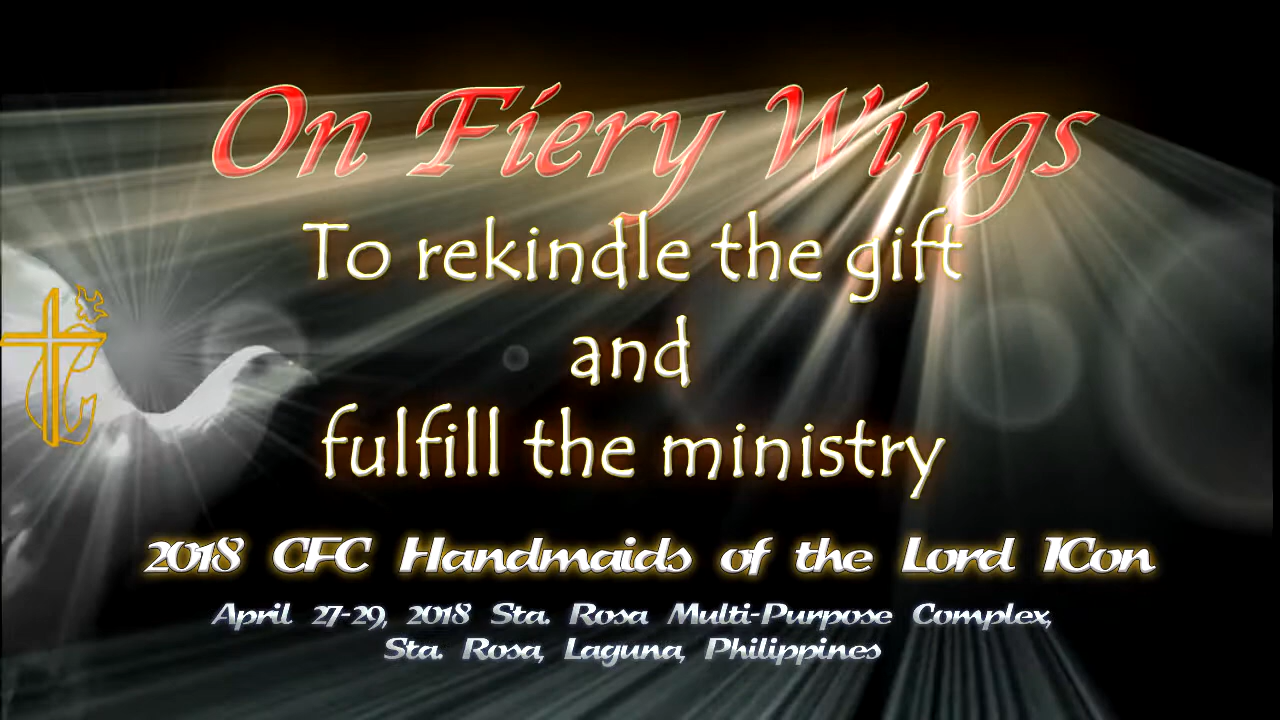 On Fiery Wings
To rekindle the gift
and
fulfill the ministry
2018 CFC Handmaids of the Lord ICon
April 27-29, 2018 Sta. Rosa Multi-Purpose Complex,
Sta. Rosa, Laguna, Philippines